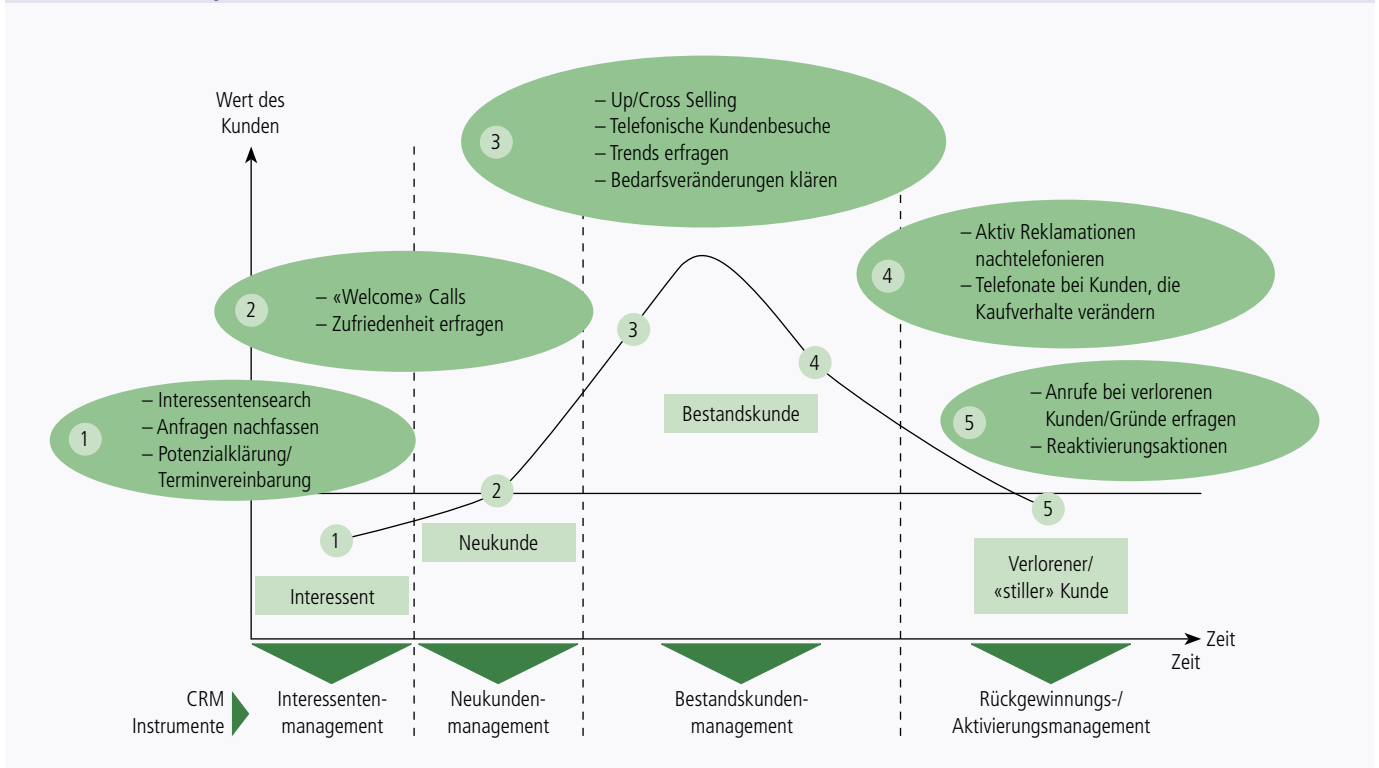 Wert des
Kunden
3
– Up/Cross Selling
– Telefonische Kundenbesuche
– Trends erfragen
– Bedarfsveränderungen klären
4
– Aktiv Reklamationen
nachtelefonieren
– Telefonate bei Kunden, die
Kaufverhalte verändern
2
– «Welcome» Calls
– Zufriedenheit erfragen
1
– Interessentensearch
– Anfragen nachfassen
– Potenzialklärung/
Terminvereinbarung
5
– Anrufe bei verlorenen
Kunden/Gründe erfragen
– Reaktivierungsaktionen
3
4
Bestandskunde
2
1
5
Neukunde
Interessent
Verlorener/
«stiller» Kunde
Zeit
Zeit
CRM
Instrumente
Interessenten-
management
Neukunden-
management
Bestandskunden-
management
Rückgewinnungs-/
Aktivierungsmanagement